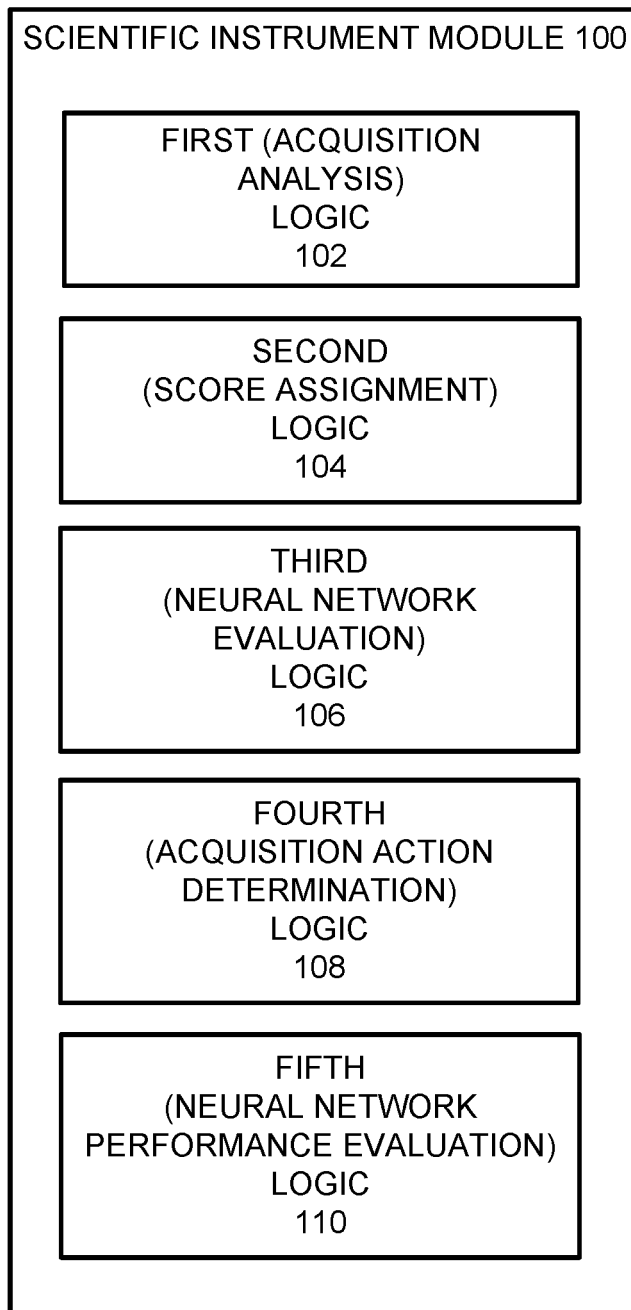 SCIENTIFIC INSTRUMENT MODULE 100
FIRST (ACQUISITION
ANALYSIS)
LOGIC
102
SECOND
(SCORE ASSIGNMENT)
LOGIC
104
THIRD
(NEURAL NETWORK
EVALUATION)
LOGIC
106
FOURTH
(ACQUISITION ACTION
DETERMINATION)
LOGIC
108
FIFTH
(NEURAL NETWORK
PERFORMANCE EVALUATION)
LOGIC
110